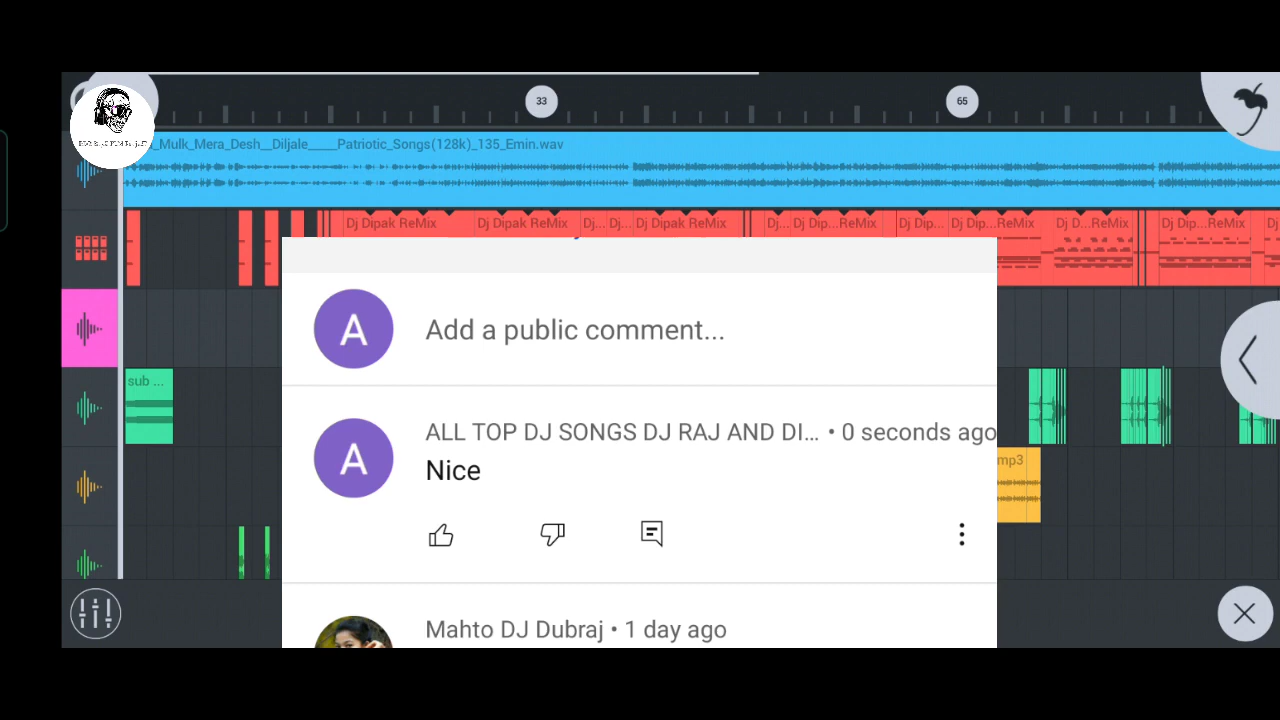 33
65
_Mulk_Mera_Desh__Diljale____Patriotic_Songs(128k)_135_Emin.wav
Dj Dipak ReMix Dj Dipak ReMix Dj... Dj... Dj Dipak ReMix Dj... Dj Dip...ReMix Dj Dip... Dj Dip...ReMix Dj D...ReMix Dj Dip...ReMix Dj
Add a public comment...
A
sub ...
ALL TOP DJ SONGS DJ RAJ AND DI... • 0 seconds ago
A
Nice
mp3
Mahto DJ Dubraj • 1 day ago